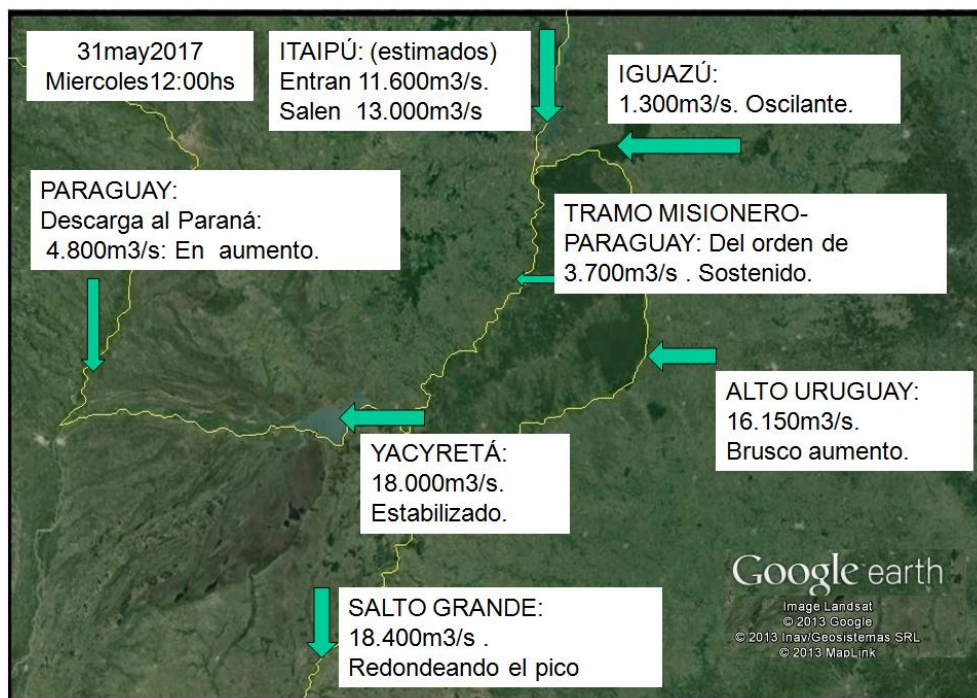 31may2017
Miercoles12:00hs
ITAIPÚ: (estimados)
Entran 11.600m3/s.
Salen 13.000m3/s
IGUAZÚ:
1.300m3/s. Oscilante.
PARAGUAY:
Descarga al Paraná:
4.800m3/s: En aumento.
TRAMO MISIONERO-
PARAGUAY: Del orden de
3.700m3/s . Sostenido.
ALTO URUGUAY:
16.150m3/s.
Brusco aumento.
YACYRETÁ:
18.000m3/s.
Estabilizado.
SALTO GRANDE:
18.400m3/s .
Redondeando el pico
Google earth
Image Landsat
© 2013 Google
© 2013 Inav/Geosistemas SRL
© 2013 MapLink